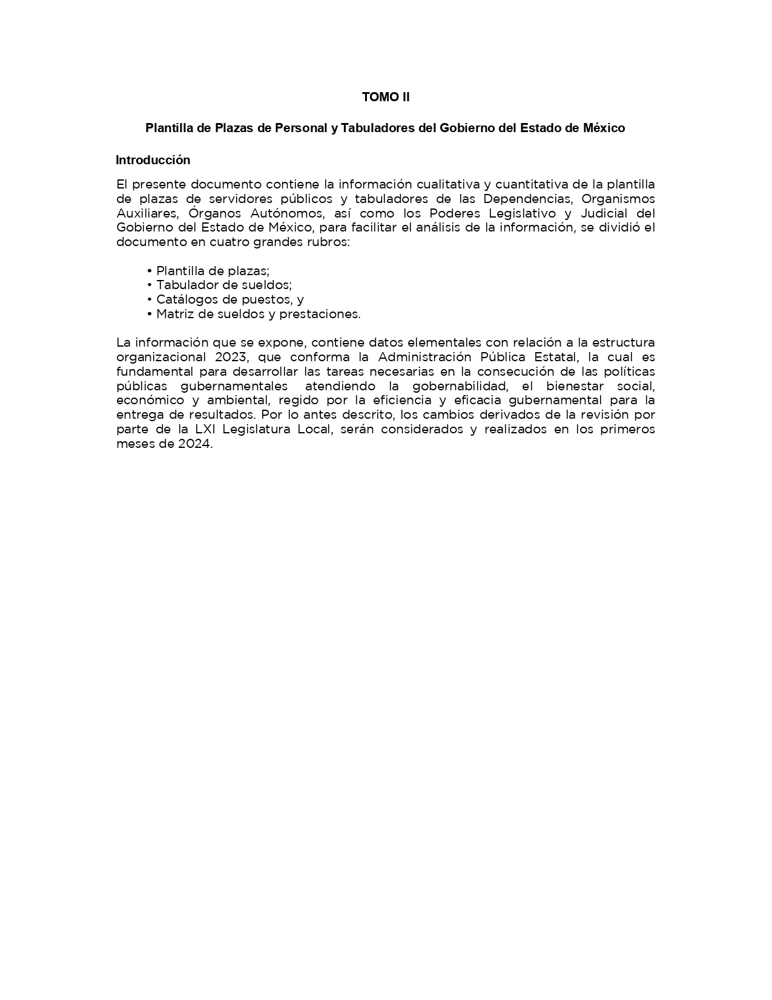 TOMO II
Plantilla de Plazas de Personal y Tabuladores del Gobierno del Estado de México
Introducción
El presente documento contiene la información cualitativa y cuantitativa de la plantilla
de plazas de servidores públicos y tabuladores de las Dependencias, Organismos
Auxiliares, Órganos Autónomos, así como los Poderes Legislativo y Judicial del
Gobierno del Estado de México, para facilitar el análisis de la información, se dividió el
documento en cuatro grandes rubros:
• Plantilla de plazas;
• Tabulador de sueldos;
• Catálogos de puestos, y
• Matriz de sueldos y prestaciones.
La información que se expone, contiene datos elementales con relación a la estructura
organizacional 2023, que conforma la Administración Pública Estatal, la cual es
fundamental para desarrollar las tareas necesarias en la consecución de las políticas
públicas gubernamentales atendiendo la gobernabilidad, el bienestar social,
económico y ambiental, regido por la eficiencia y eficacia gubernamental para la
entrega de resultados. Por lo antes descrito, los cambios derivados de la revisión por
parte de la LXI Legislatura Local, serán considerados y realizados en los primeros
meses de 2024.